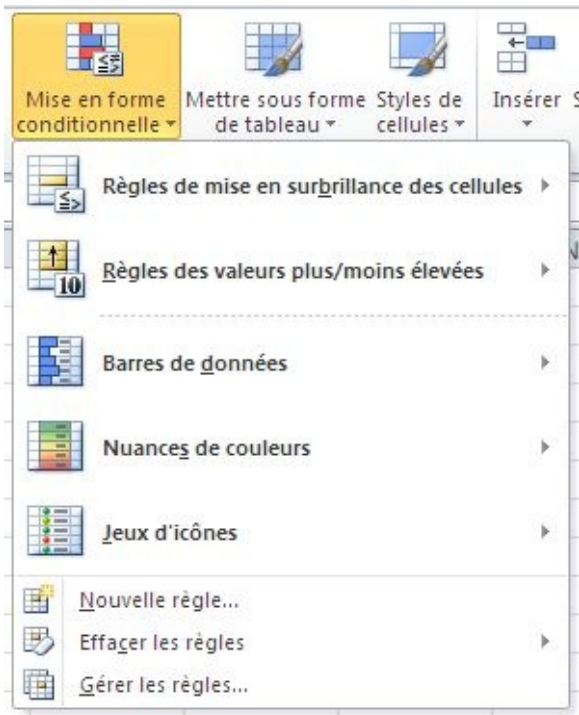 Mise en forme conditionnelle
Mettre sous forme de tableau
Styles de cellules
Insérer
Règles de mise en surbrillance des cellules
≤
Règles des valeurs plus/moins élevées
10
Barres de données
Nuances de couleurs
Jeux d'icônes
Nouvelle règle...
Effacer les règles
Gérer les règles...